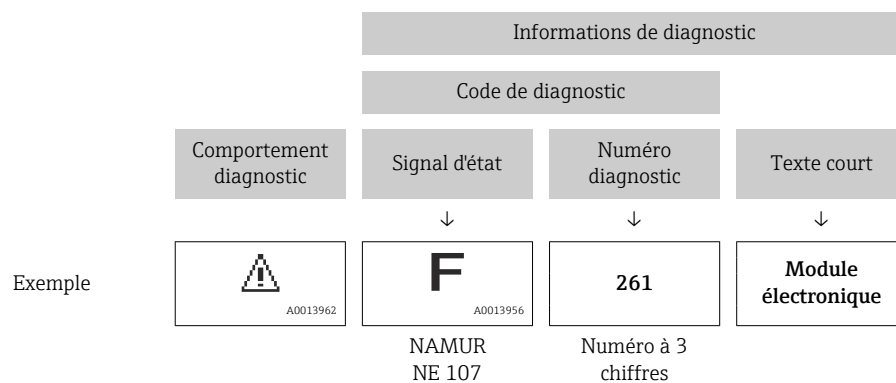 Informations de diagnostic
Code de diagnostic
Comportement
diagnostic
Signal d'état
Numéro
diagnostic
Texte court
↓
↓
↓
Exemple
A0013962
F
A0013956
261
Module
électronique
NAMUR
NE 107
Numéro à 3
chiffres